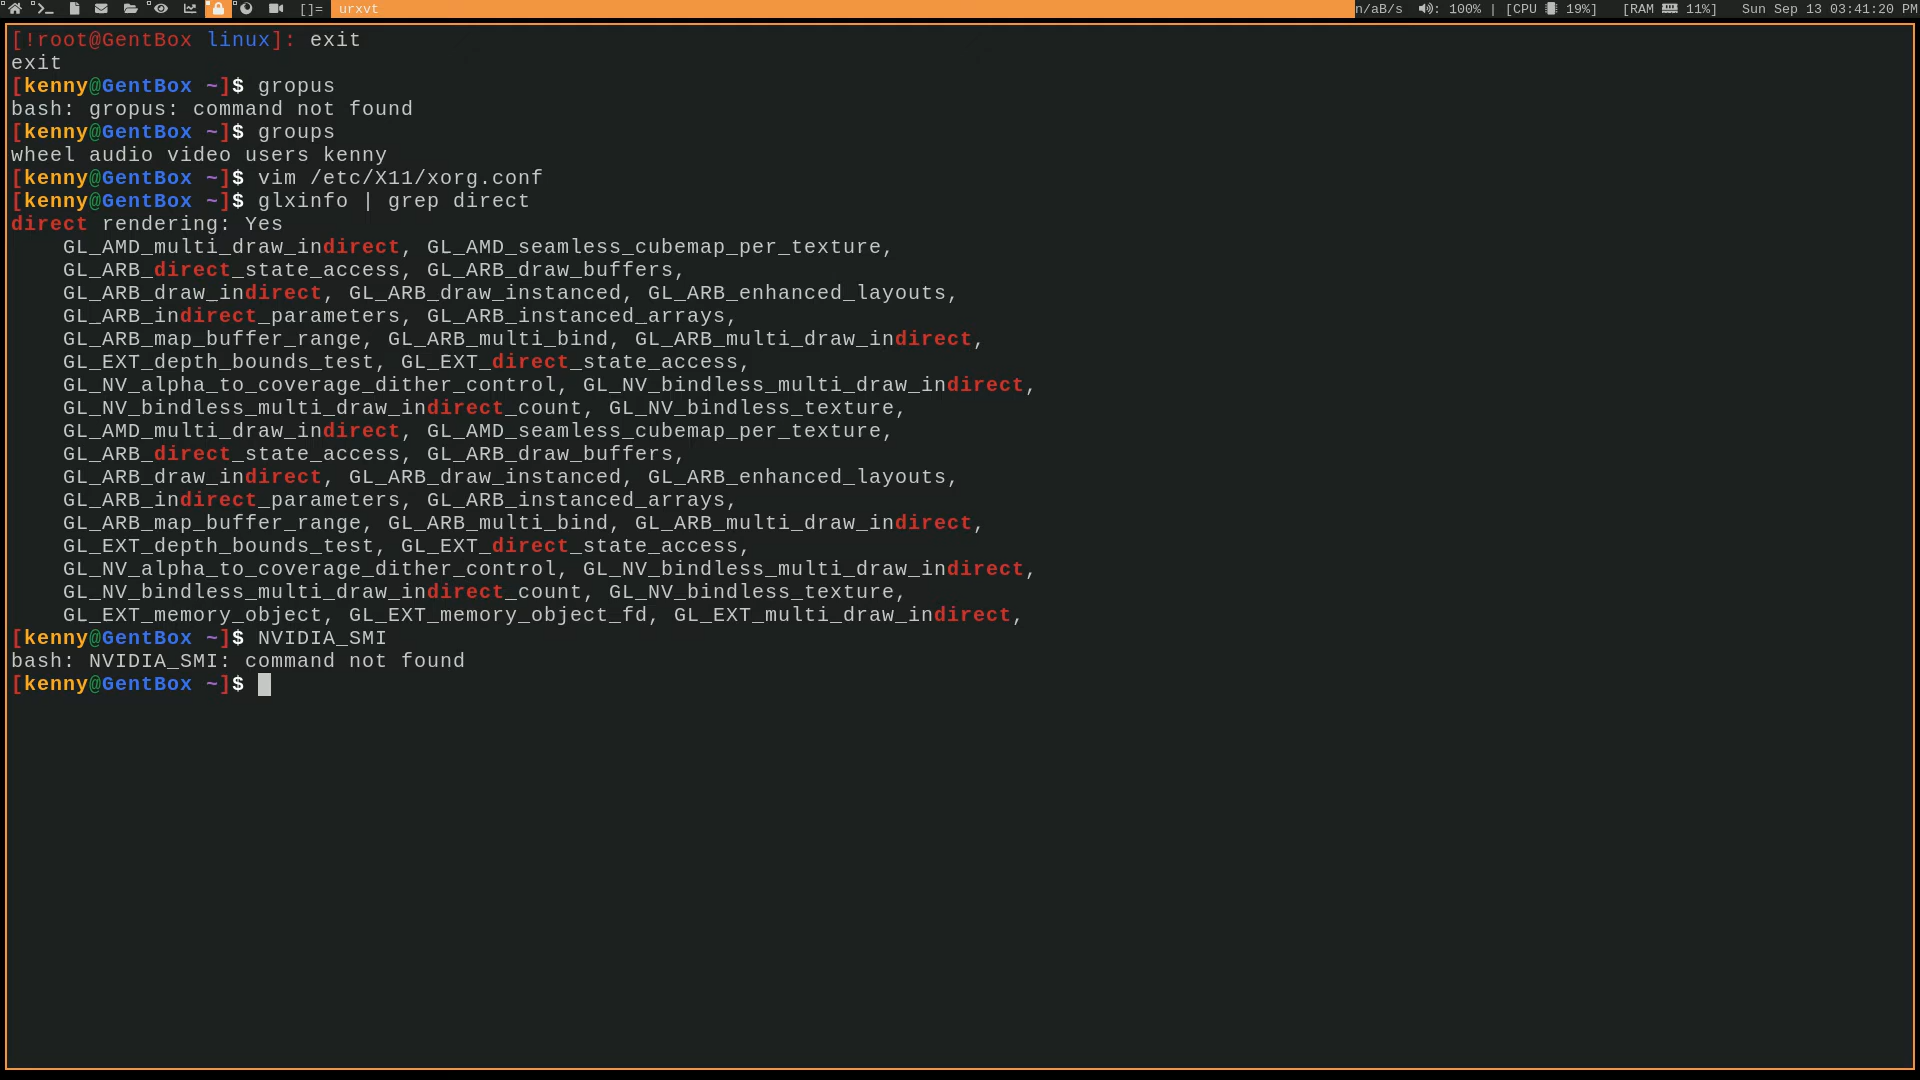 []= urxvt n/aB/s : 100% | [CPU 19%] [RAM 11%] Sun Sep 13 03:41:20 PM
[!root@GentBox linux]: exit
exit
[kenny@GentBox ~]$ gropus
bash: gropus: command not found
[kenny@GentBox ~]$ groups
wheel audio video users kenny
[kenny@GentBox ~]$ vim /etc/X11/xorg.conf
[kenny@GentBox ~]$ glxinfo | grep direct
direct rendering: Yes
    GL_AMD_multi_draw_indirect, GL_AMD_seamless_cubemap_per_texture,
    GL_ARB_direct_state_access, GL_ARB_draw_buffers,
    GL_ARB_draw_indirect, GL_ARB_draw_instanced, GL_ARB_enhanced_layouts,
    GL_ARB_indirect_parameters, GL_ARB_instanced_arrays,
    GL_ARB_map_buffer_range, GL_ARB_multi_bind, GL_ARB_multi_draw_indirect,
    GL_EXT_depth_bounds_test, GL_EXT_direct_state_access,
    GL_NV_alpha_to_coverage_dither_control, GL_NV_bindless_multi_draw_indirect,
    GL_NV_bindless_multi_draw_indirect_count, GL_NV_bindless_texture,
    GL_AMD_multi_draw_indirect, GL_AMD_seamless_cubemap_per_texture,
    GL_ARB_direct_state_access, GL_ARB_draw_buffers,
    GL_ARB_draw_indirect, GL_ARB_draw_instanced, GL_ARB_enhanced_layouts,
    GL_ARB_indirect_parameters, GL_ARB_instanced_arrays,
    GL_ARB_map_buffer_range, GL_ARB_multi_bind, GL_ARB_multi_draw_indirect,
    GL_EXT_depth_bounds_test, GL_EXT_direct_state_access,
    GL_NV_alpha_to_coverage_dither_control, GL_NV_bindless_multi_draw_indirect,
    GL_NV_bindless_multi_draw_indirect_count, GL_NV_bindless_texture,
    GL_EXT_memory_object, GL_EXT_memory_object_fd, GL_EXT_multi_draw_indirect,
[kenny@GentBox ~]$ NVIDIA_SMI
bash: NVIDIA_SMI: command not found
[kenny@GentBox ~]$